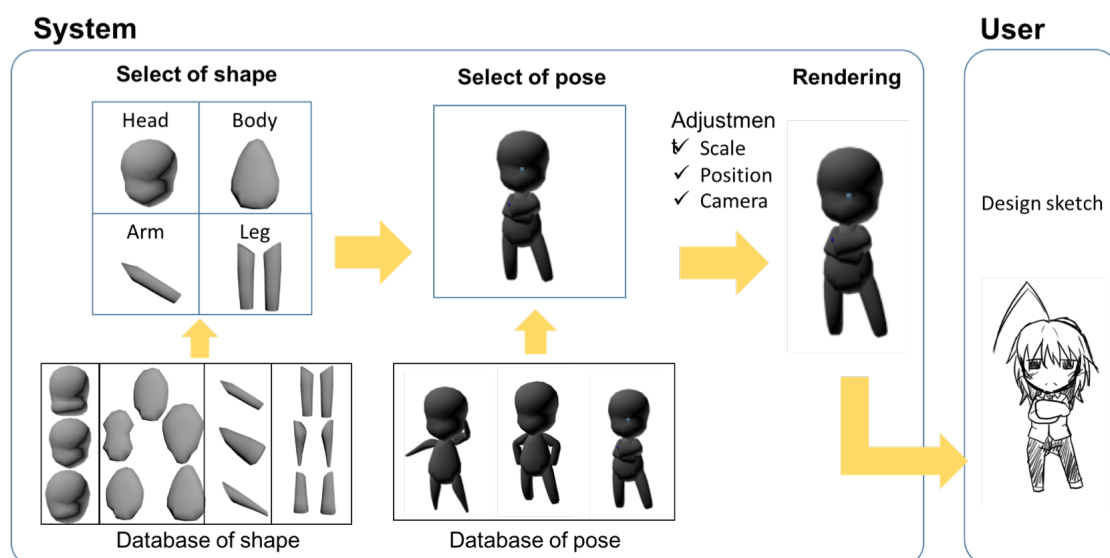 System
User
Select of shape
Select of pose
Rendering
Head
Body
Arm
Leg
Adjustmen
t
✓ Scale
✓ Position
✓ Camera
Design sketch
Database of shape
Database of pose